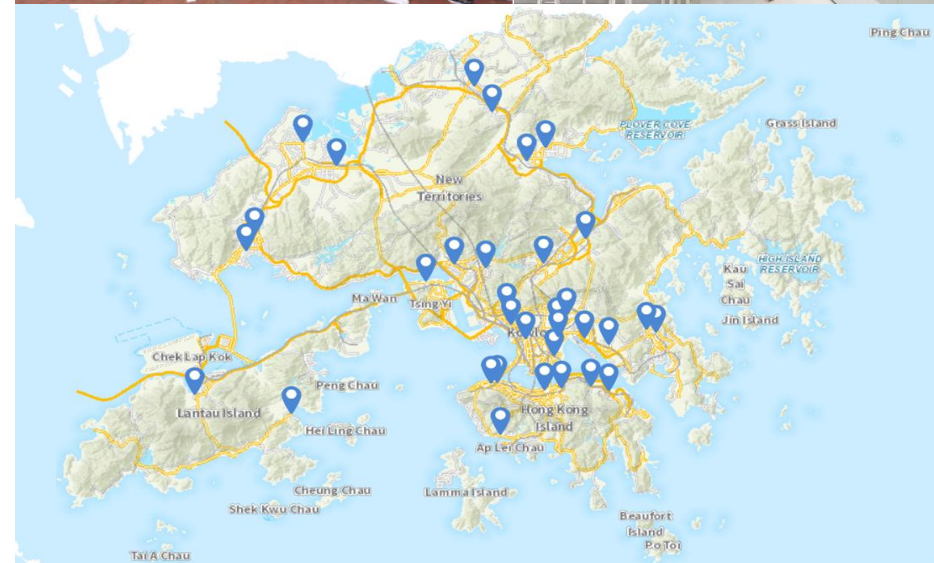 Ping Chau
PLOVER COVE
RESERVOIR
Grass Island
New
Territories
HIGH ISLAND
RESERVOIR
Kau
Sai
Chau
Jin Island
Ma Wan
Tsing Yi
Chek Lap Kok
Peng Chau
Lantau Island
Hong Kong
Island
Hei Ling Chau
Ap Lei Chau
Cheung Chau
Lamma Island
Shek Kwu Chau
Beaufort
Island
Po Toi
Tai A Chau